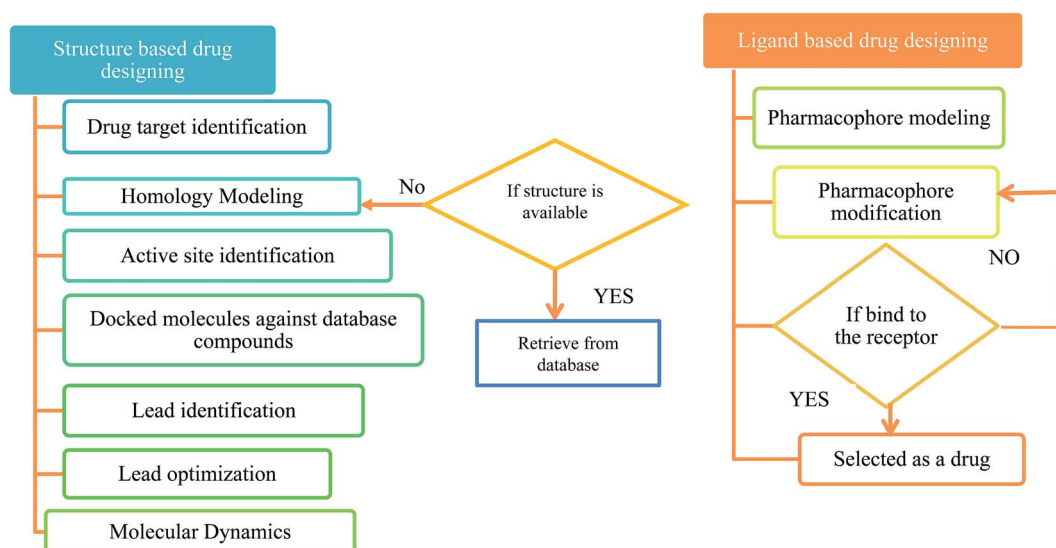 Structure based drug
designing
Drug target identification
Homology Modeling
Active site identification
Docked molecules against database
compounds
Lead identification
Lead optimization
Molecular Dynamics
No
If structure is
available
YES
Retrieve from
database
Ligand based drug designing
Pharmacophore modeling
Pharmacophore
modification
NO
If bind to
the receptor
YES
Selected as a drug